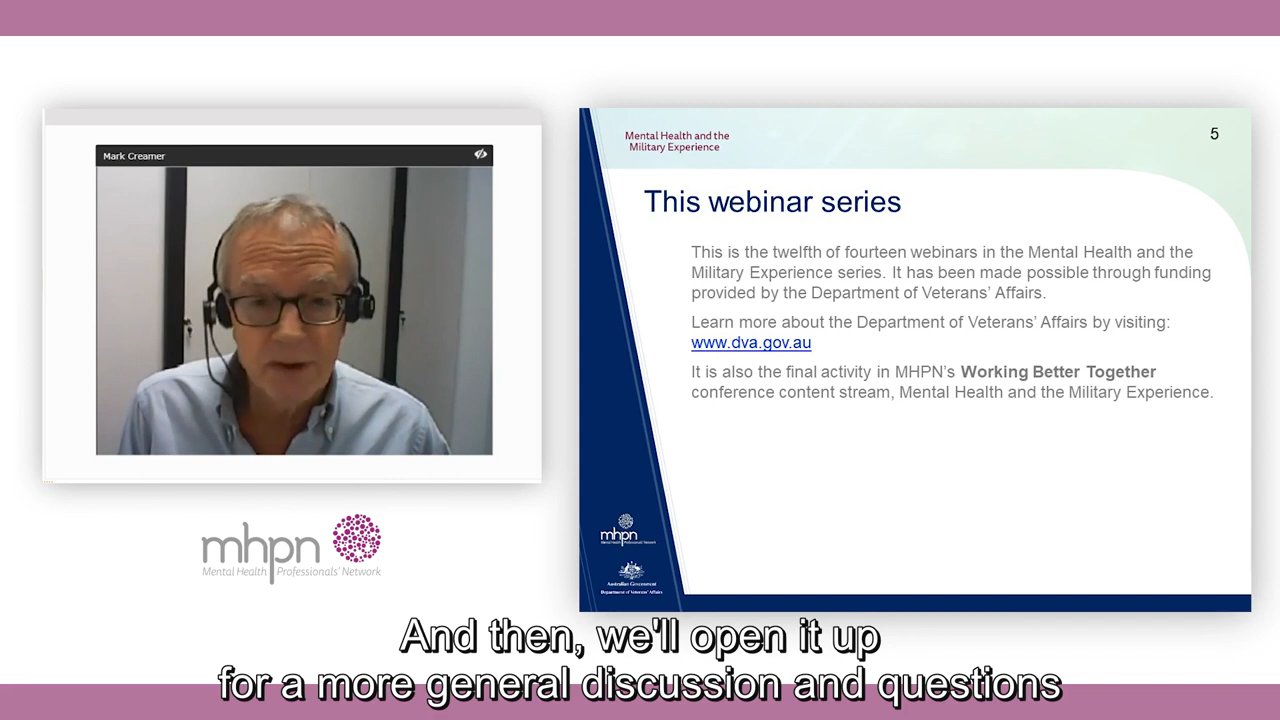 Mark Creamer
mhpn
Mental Health Professionals' Network
Mental Health and the
Military Experience
5
This webinar series
This is the twelfth of fourteen webinars in the Mental Health and the
Military Experience series. It has been made possible through funding
provided by the Department of Veterans' Affairs.
Learn more about the Department of Veterans' Affairs by visiting:
www.dva.gov.au
It is also the final activity in MHPN's Working Better Together
conference content stream, Mental Health and the Military Experience.
mhpn
Mental Health Professionals' Network
Australian Government
Department of Veterans' Affairs
And then, we'll open it up
for a more general discussion and questions